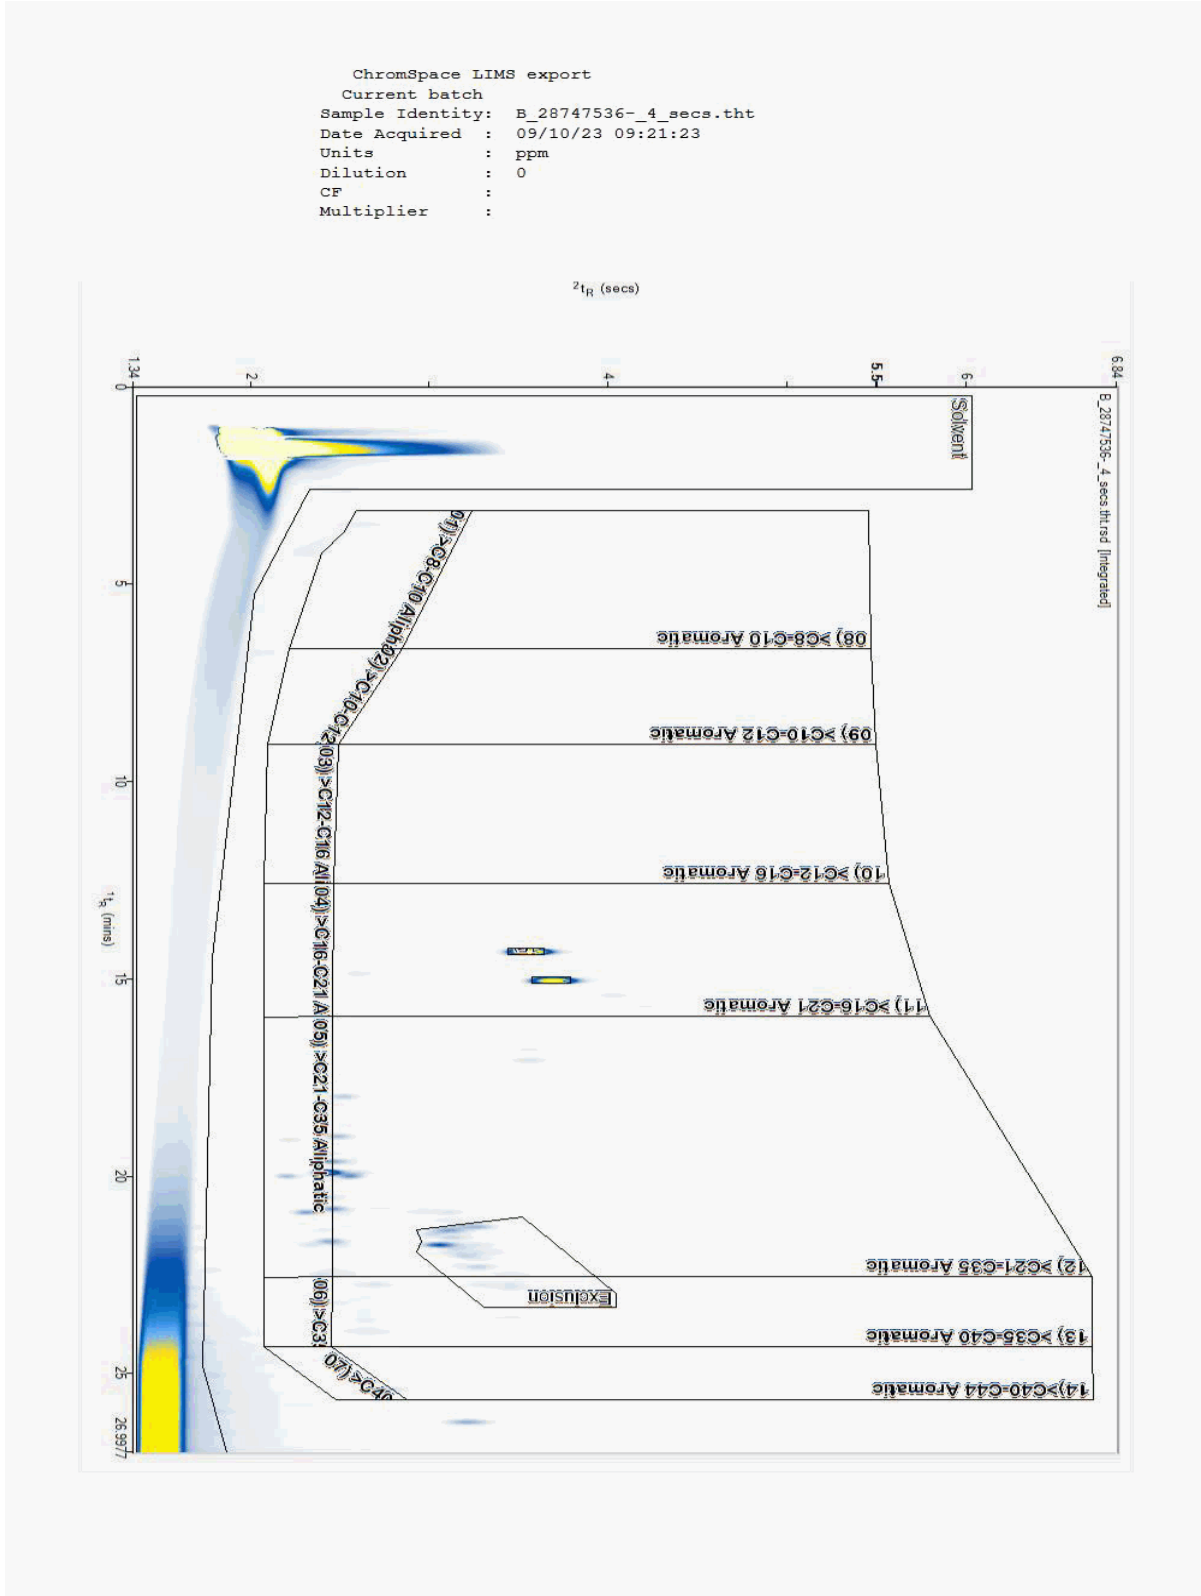 ChromSpace LIMS export
Current batch
Sample Identity: B_28747536-_4_secs.tht
Date Acquired : 09/10/23 09:21:23
Units : ppm
Dilution : 0
CF :
Multiplier :
²tR (secs)
1.34
2
4
5.5
6
6.84
B_28747536-_4_secs.tht.rsd [Integrated]
0
5
10
15
20
25
26.9977
¹tR (mins)
Solvent
01) >C8-C10 Aliph
02) >C10-C12
03) >C12-C16 Ali
04) >C16-C21 A
05) >C21-C35 Aliphatic
06) >C3
07) >C40
08) >C8-C10 Aromatic
09) >C10-C12 Aromatic
10) >C12-C16 Aromatic
11) >C16-C21 Aromatic
12) >C21-C35 Aromatic
Exclusion
13) >C35-C40 Aromatic
14)>C40-C44 Aromatic